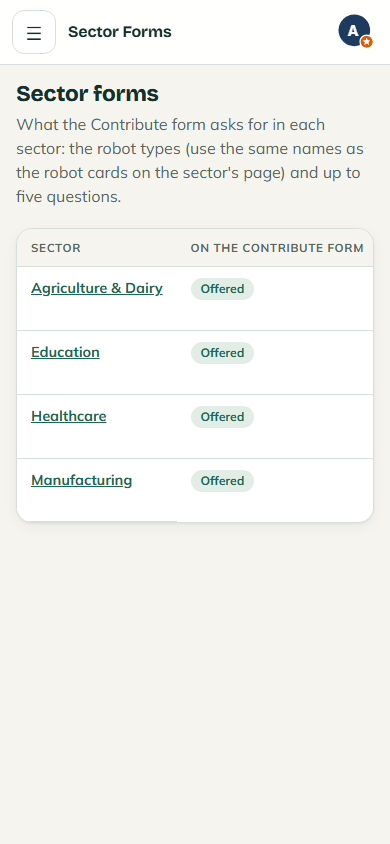 Sector Forms
A
Sector forms
What the Contribute form asks for in each
sector: the robot types (use the same names as
the robot cards on the sector's page) and up to
five questions.
SECTOR ON THE CONTRIBUTE FORM
Agriculture & Dairy Offered
Education Offered
Healthcare Offered
Manufacturing Offered